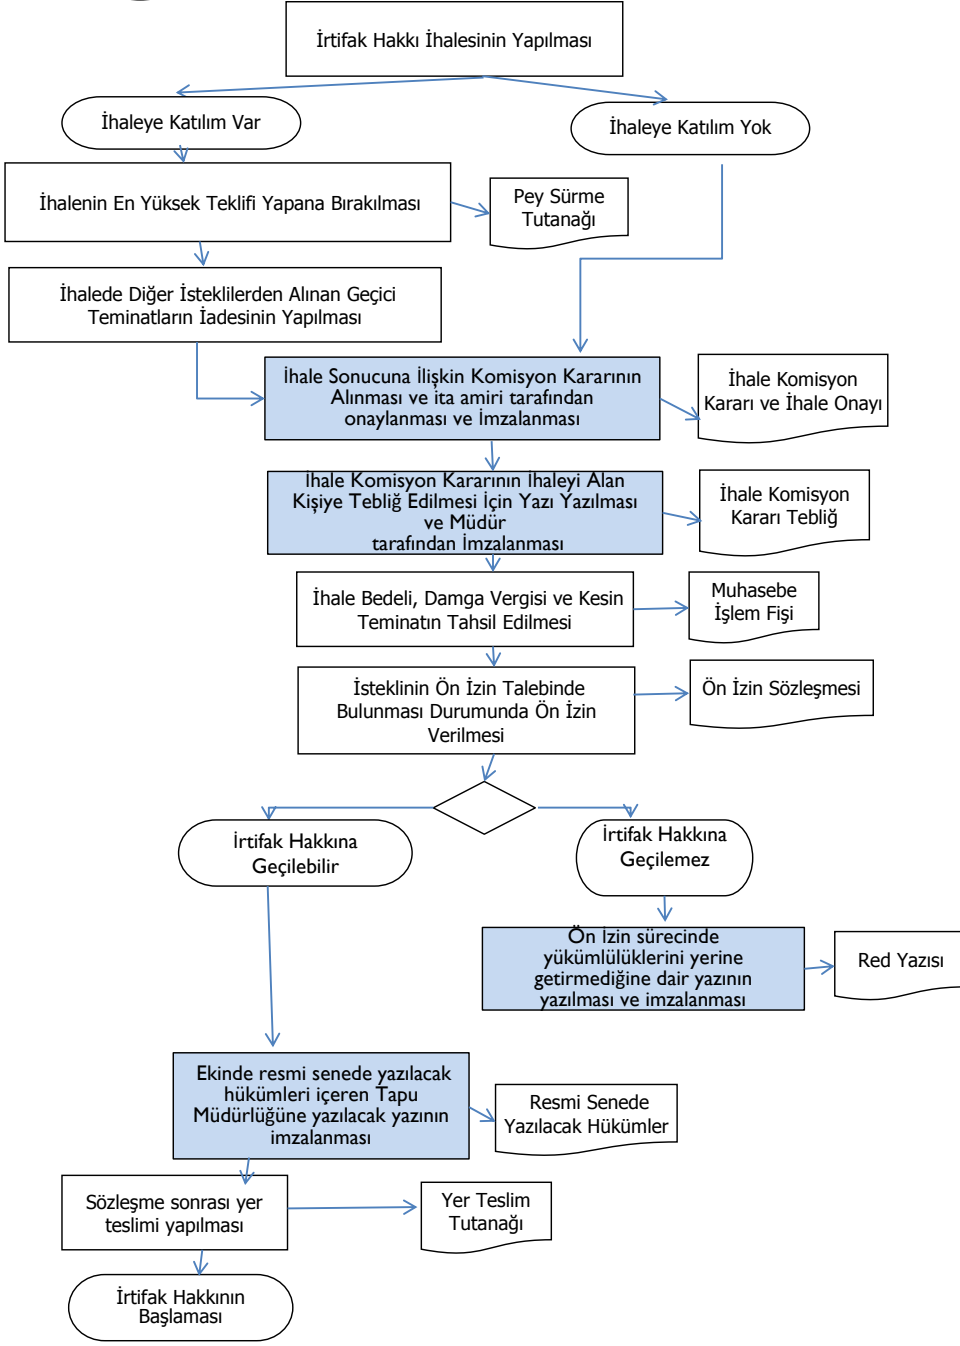 İrtifak Hakkı İhalesinin Yapılması
İhaleye Katılım Var
İhaleye Katılım Yok
İhalenin En Yüksek Teklifi Yapana Bırakılması
Pey Sürme
Tutanağı
İhalede Diğer İsteklilerden Alınan Geçici
Teminatların İadesinin Yapılması
İhale Sonucuna İlişkin Komisyon Kararının
Alınması ve ita amiri tarafından
onaylanması ve İmzalanması
İhale Komisyon
Kararı ve İhale Onayı
İhale Komisyon Kararının İhaleyi Alan
Kişiye Tebliğ Edilmesi İçin Yazı Yazılması
ve Müdür
tarafından İmzalanması
İhale Komisyon
Kararı Tebliğ
İhale Bedeli, Damga Vergisi ve Kesin
Teminatın Tahsil Edilmesi
Muhasebe
İşlem Fişi
İsteklinin Ön İzin Talebinde
Bulunması Durumunda Ön İzin
Verilmesi
Ön İzin Sözleşmesi
İrtifak Hakkına
Geçilebilir
İrtifak Hakkına
Geçilemez
Ön İzin sürecinde
yükümlülüklerini yerine
getirmediğine dair yazının
yazılması ve imzalanması
Red Yazısı
Ekinde resmi senede yazılacak
hükümleri içeren Tapu
Müdürlüğüne yazılacak yazının
imzalanması
Resmi Senede
Yazılacak Hükümler
Sözleşme sonrası yer
teslimi yapılması
Yer Teslim
Tutanağı
İrtifak Hakkının
Başlaması